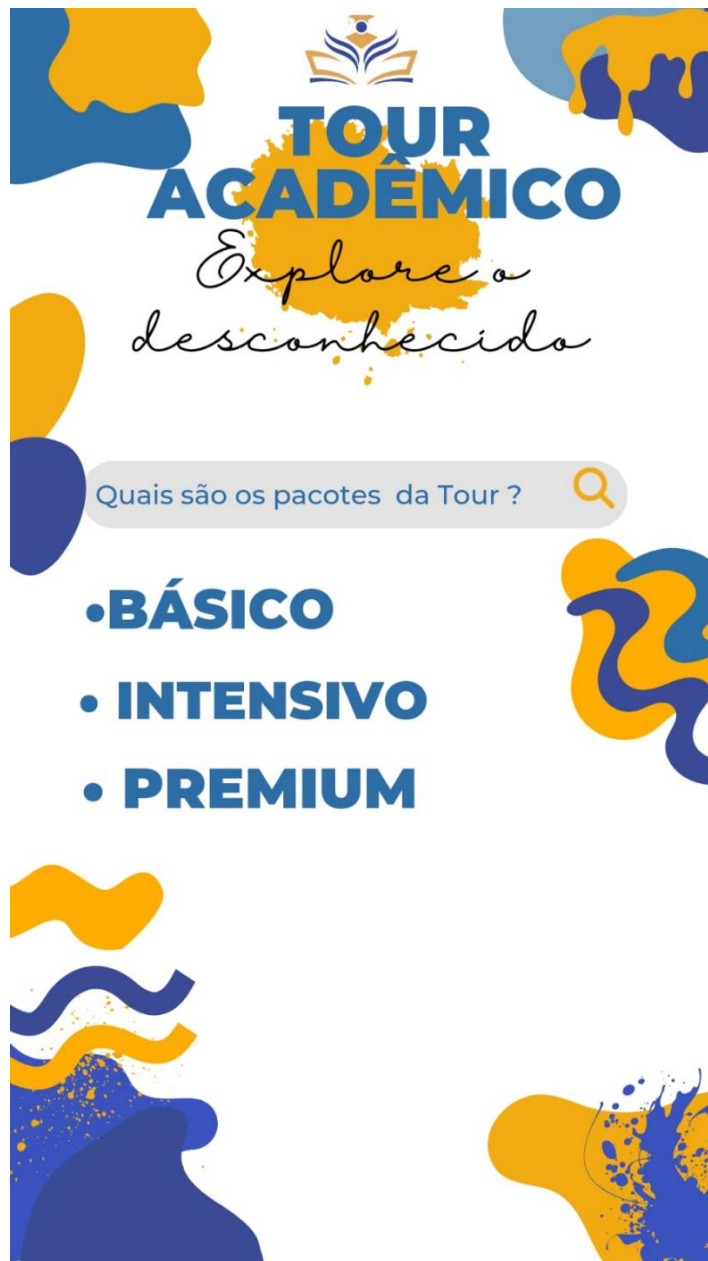 TOUR
ACADÊMICO
Explore o
desconhecido
Quais são os pacotes da Tour ?
•BÁSICO
• INTENSIVO
• PREMIUM